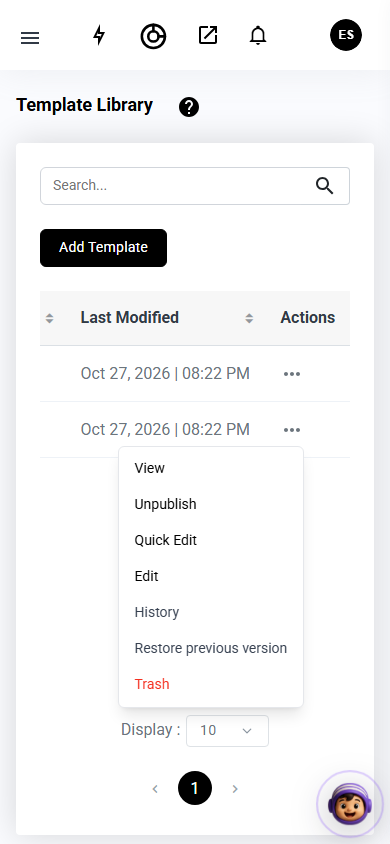 ES
Template Library
?
Search...
Add Template
Last Modified Actions
Oct 27, 2026 | 08:22 PM
Oct 27, 2026 | 08:22 PM
View
Unpublish
Quick Edit
Edit
History
Restore previous version
Trash
Display : 10
1